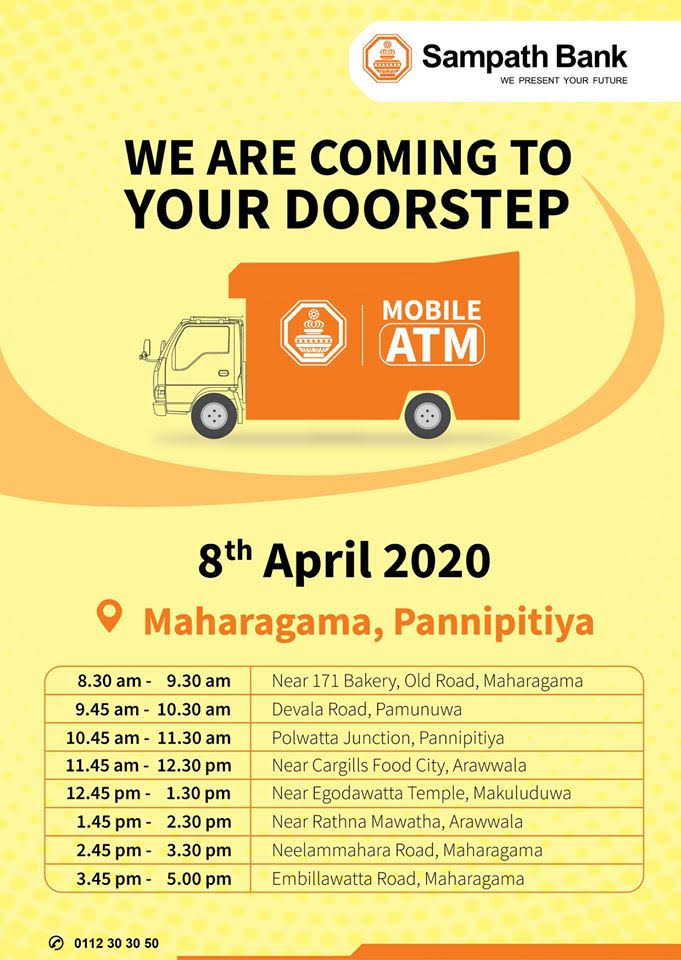 Sampath Bank
WE PRESENT YOUR FUTURE
WE ARE COMING TO
YOUR DOORSTEP
MOBILE
ATM
8th April 2020
Maharagama, Pannipitiya
8.30 am - 9.30 am Near 171 Bakery, Old Road, Maharagama
9.45 am - 10.30 am Devala Road, Pamunuwa
10.45 am - 11.30 am Polwatta Junction, Pannipitiya
11.45 am - 12.30 pm Near Cargills Food City, Arawwala
12.45 pm - 1.30 pm Near Egodawatta Temple, Makuluduwa
1.45 pm - 2.30 pm Near Rathna Mawatha, Arawwala
2.45 pm - 3.30 pm Neelammahara Road, Maharagama
3.45 pm - 5.00 pm Embillawatta Road, Maharagama
0112 30 30 50